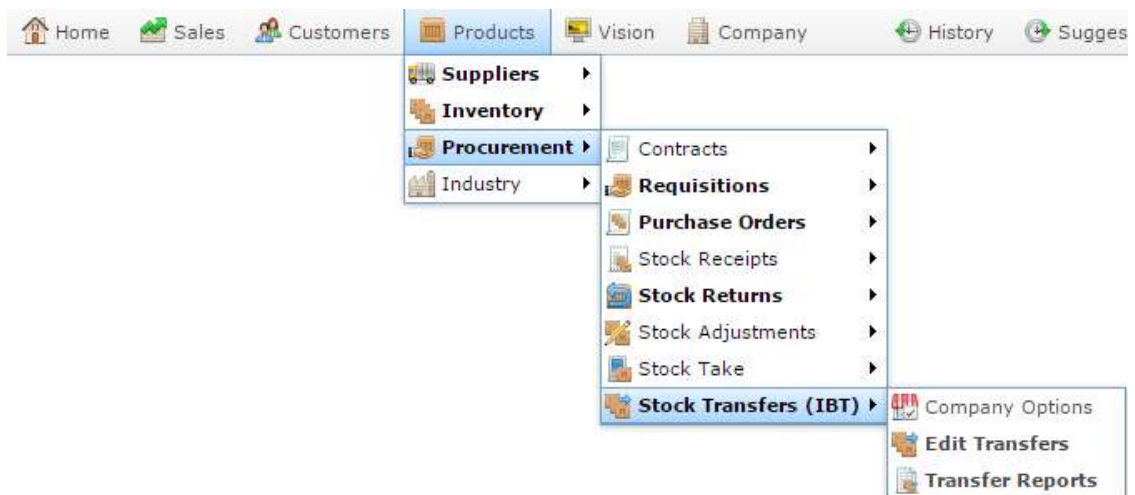 Home Sales Customers Products Vision Company History Sugges
Suppliers
Inventory
Procurement
Industry
Contracts
Requisitions
Purchase Orders
Stock Receipts
Stock Returns
Stock Adjustments
Stock Take
Stock Transfers (IBT)
Company Options
Edit Transfers
Transfer Reports